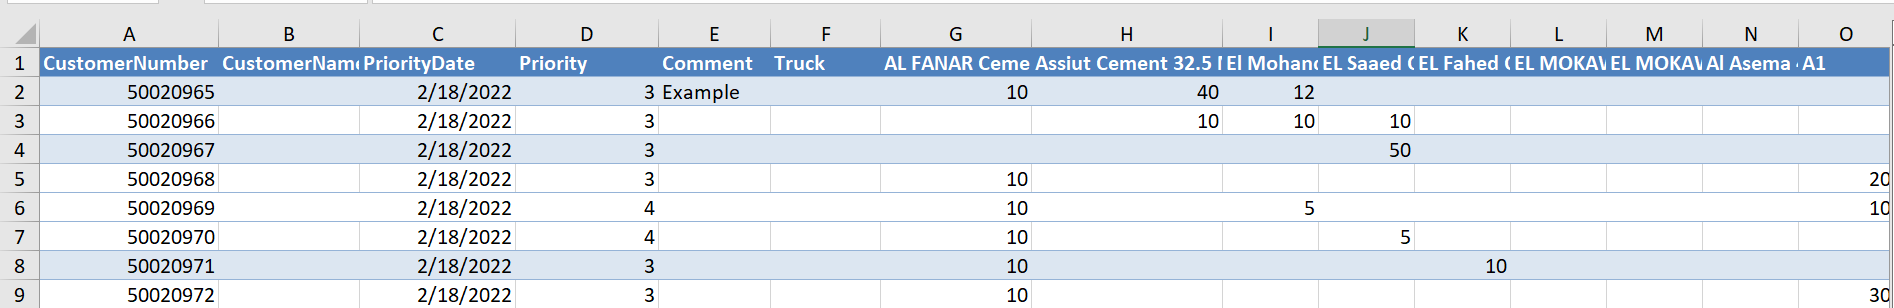 A B C D E F G H I J K L M N O
1 CustomerNumber CustomerName PriorityDate Priority Comment Truck AL FANAR Ceme Assiut Cement 32.5 El Mohand EL Saaed EL Fahed EL MOKAV EL MOKAV Al Asema A1
2 50020965 2/18/2022 3 Example 10 40 12
3 50020966 2/18/2022 3 10 10 10
4 50020967 2/18/2022 3 50
5 50020968 2/18/2022 3 10 20
6 50020969 2/18/2022 4 10 5 10
7 50020970 2/18/2022 4 10 5
8 50020971 2/18/2022 3 10 10
9 50020972 2/18/2022 3 10 30